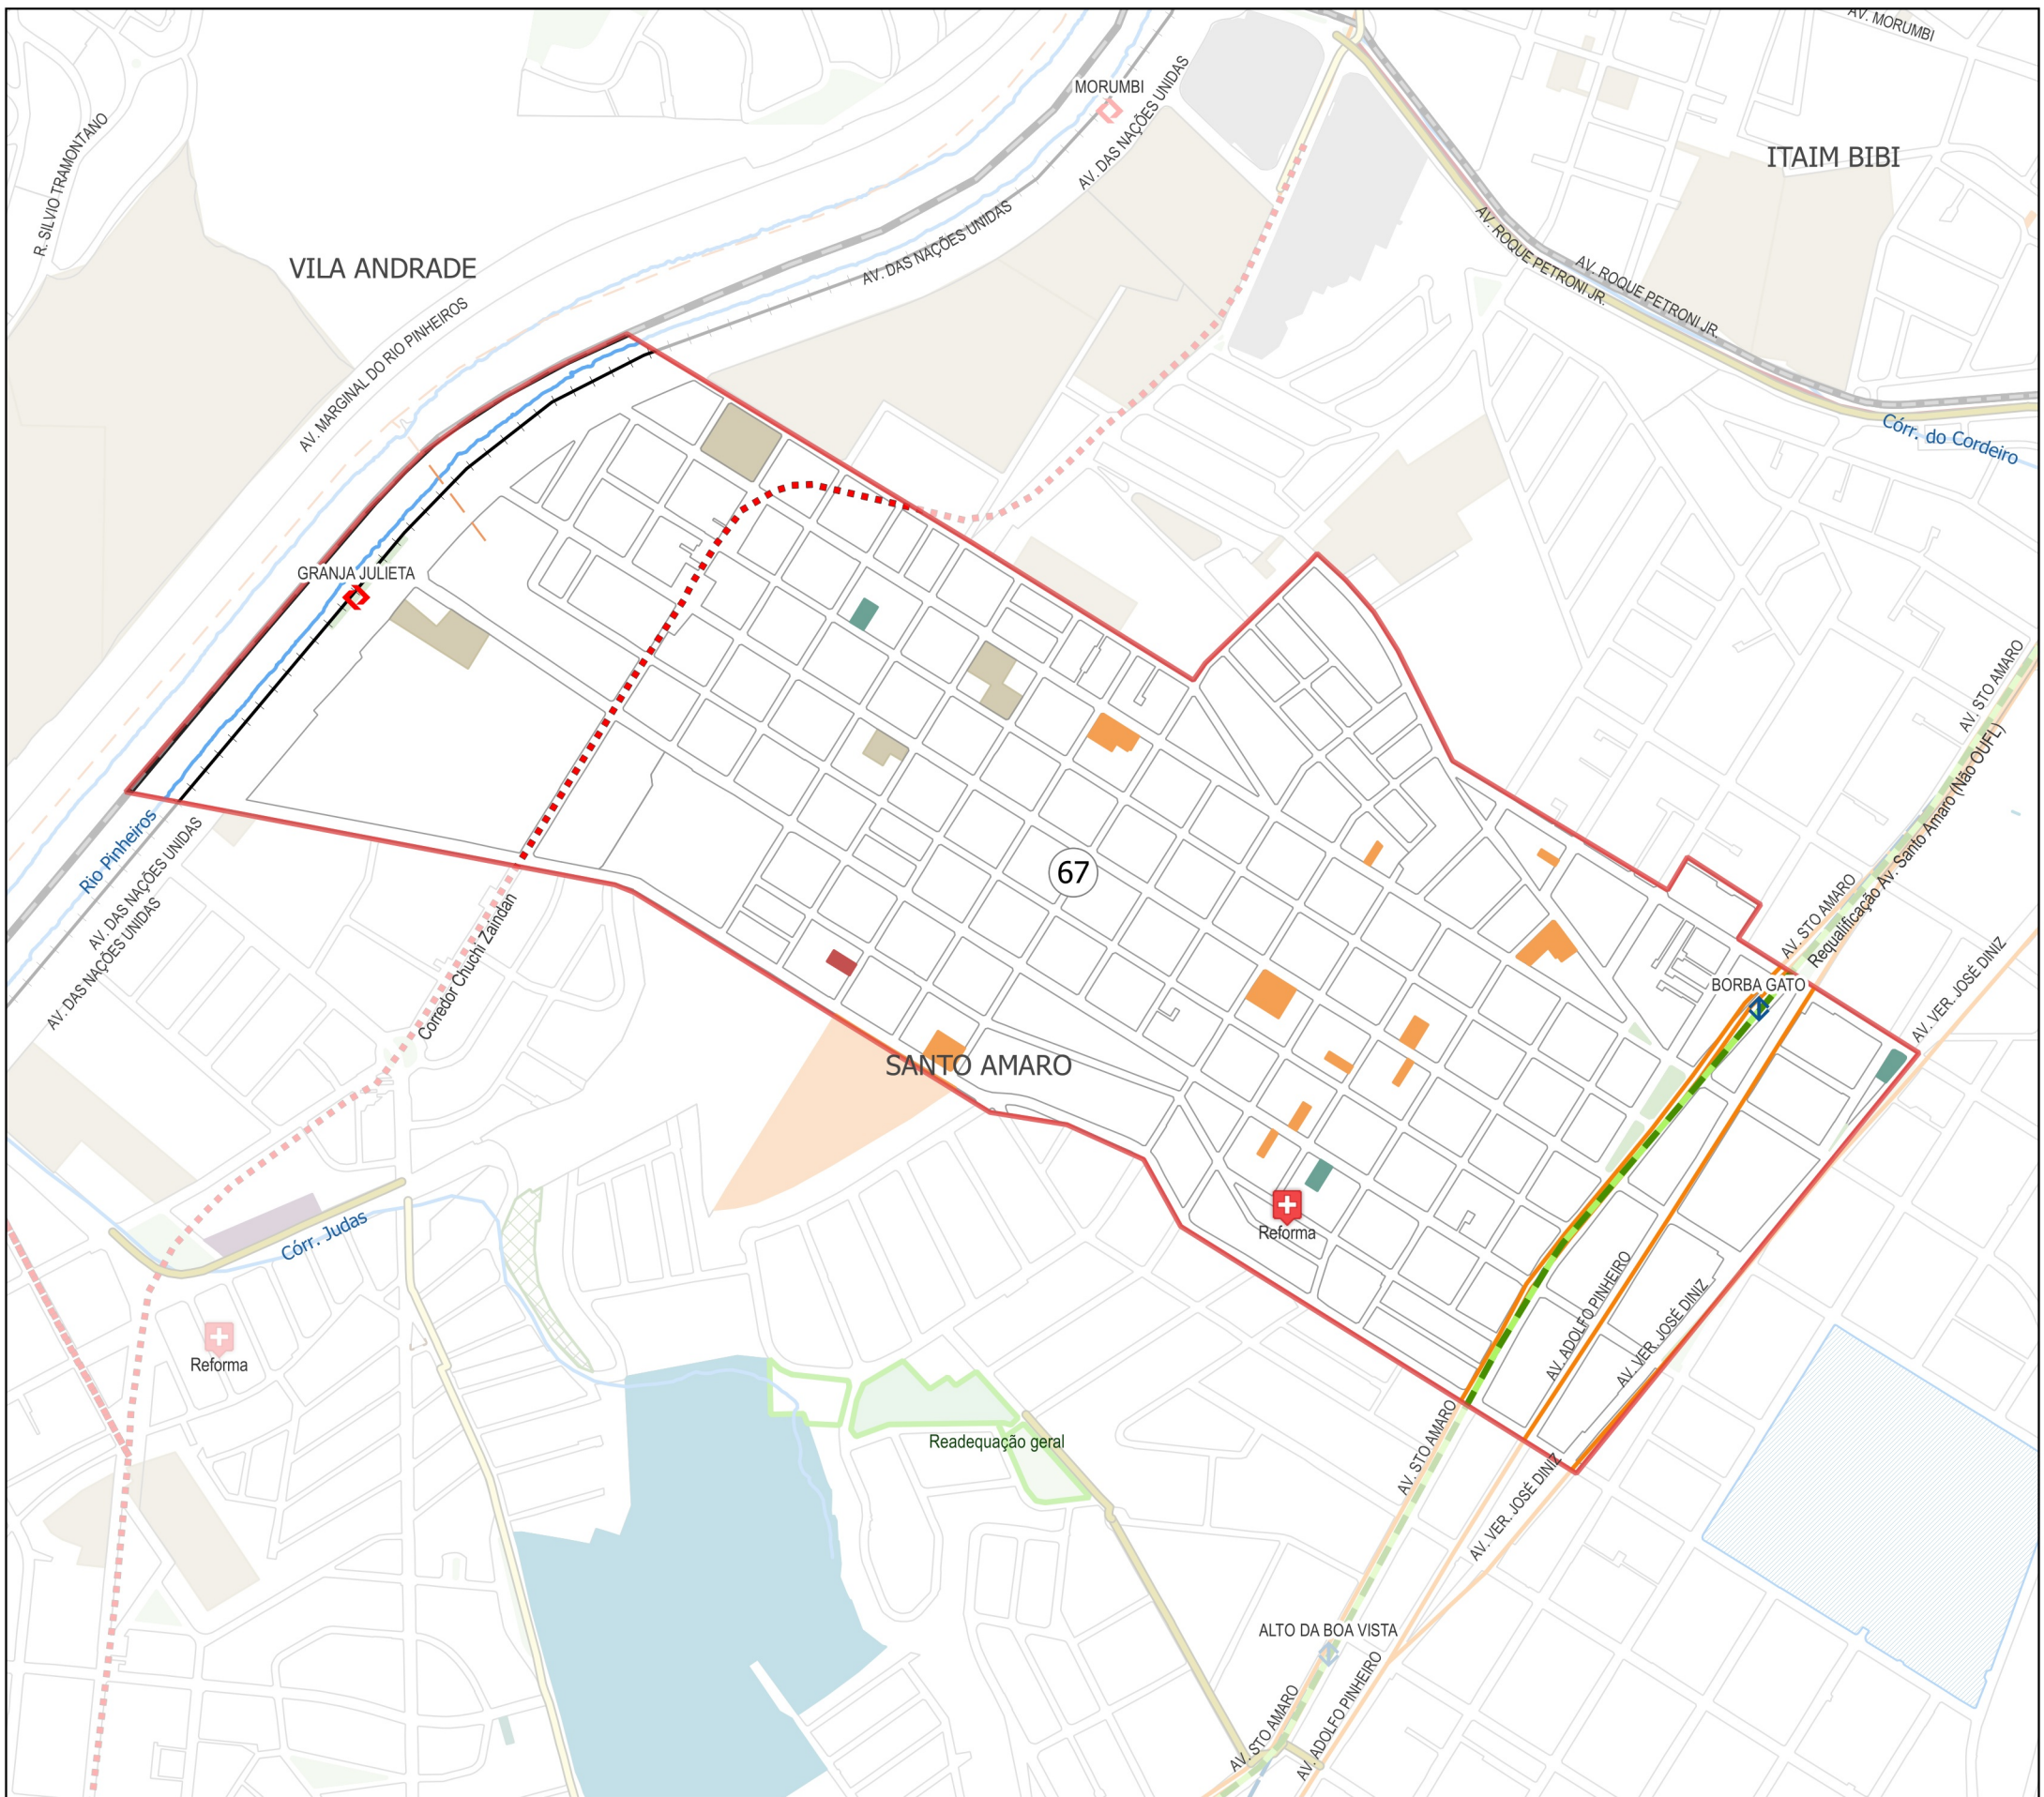 AV. MORUMBI
MORUMBI
R. SILVIO TRAMONTANO
AV. DAS NAÇÕES UNIDAS
ITAIM BIBI
VILA ANDRADE
AV. DAS NAÇÕES UNIDAS
AV. ROQUE PETRONI JR.
AV. ROQUE PETRONI JR.
AV. MARGINAL DO RIO PINHEIROS
Córr. do Cordeiro
GRANJA JULIETA
AV. STO AMARO
Requalificação Av. Santo Amaro (Não OUFL)
Rio Pinheiros
AV. DAS NAÇÕES UNIDAS
AV. DAS NAÇÕES UNIDAS
67
Corredor Chuchi Zaindan
AV. STO AMARO
BORBA GATO
AV. VER. JOSÉ DINIZ
SANTO AMARO
Córr. Judas
Reforma
AV. ADOLFO PINHEIRO
AV. VER. JOSÉ DINIZ
Reforma
Readequação geral
AV. STO AMARO
AV. VER. JOSÉ DINIZ
ALTO DA BOA VISTA
AV. STO AMARO
AV. ADOLFO PINHEIRO